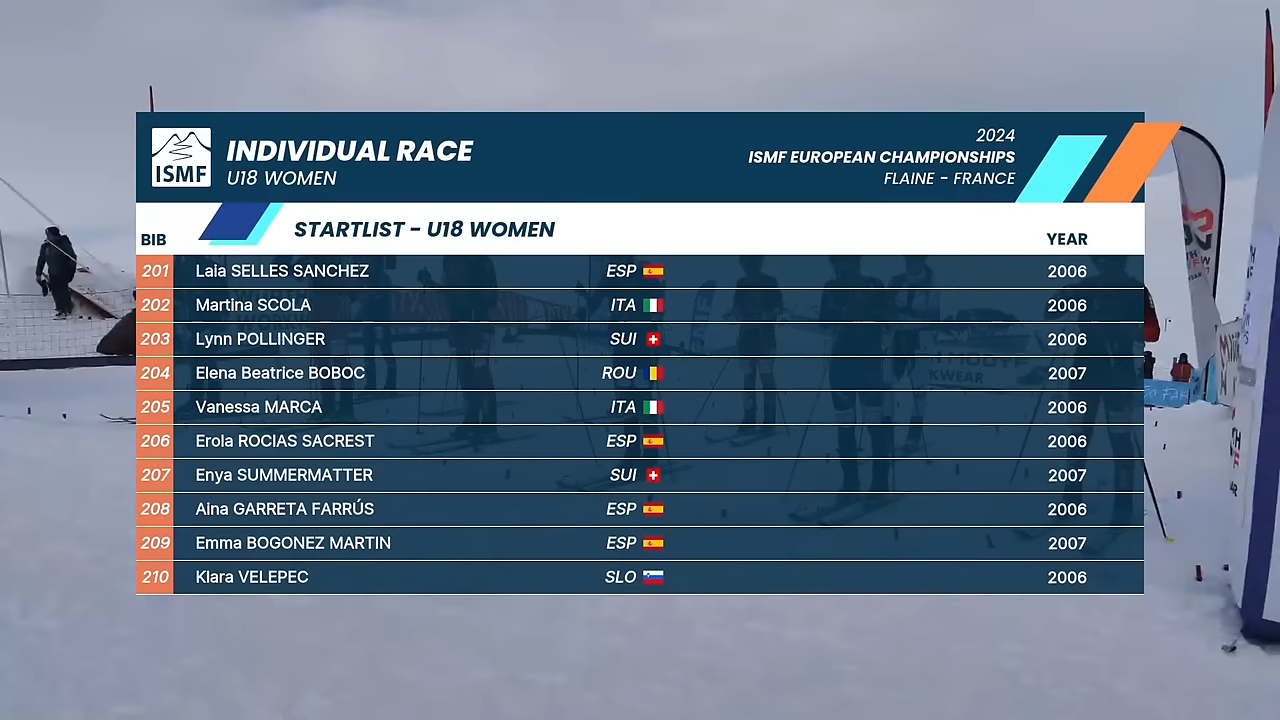 ISMF
INDIVIDUAL RACE
U18 WOMEN
2024
ISMF EUROPEAN CHAMPIONSHIPS
FLAINE - FRANCE
BIB
STARTLIST - U18 WOMEN
YEAR
201 Laia SELLES SANCHEZ ESP 2006
202 Martina SCOLA ITA 2006
203 Lynn POLLINGER SUI 2006
204 Elena Beatrice BOBOC ROU 2007
205 Vanessa MARCA ITA 2006
206 Erola ROCIAS SACREST ESP 2006
207 Enya SUMMERMATTER SUI 2007
208 Aina GARRETA FARRÚS ESP 2006
209 Emma BOGONEZ MARTIN ESP 2007
210 Klara VELEPEC SLO 2006
KWEAR